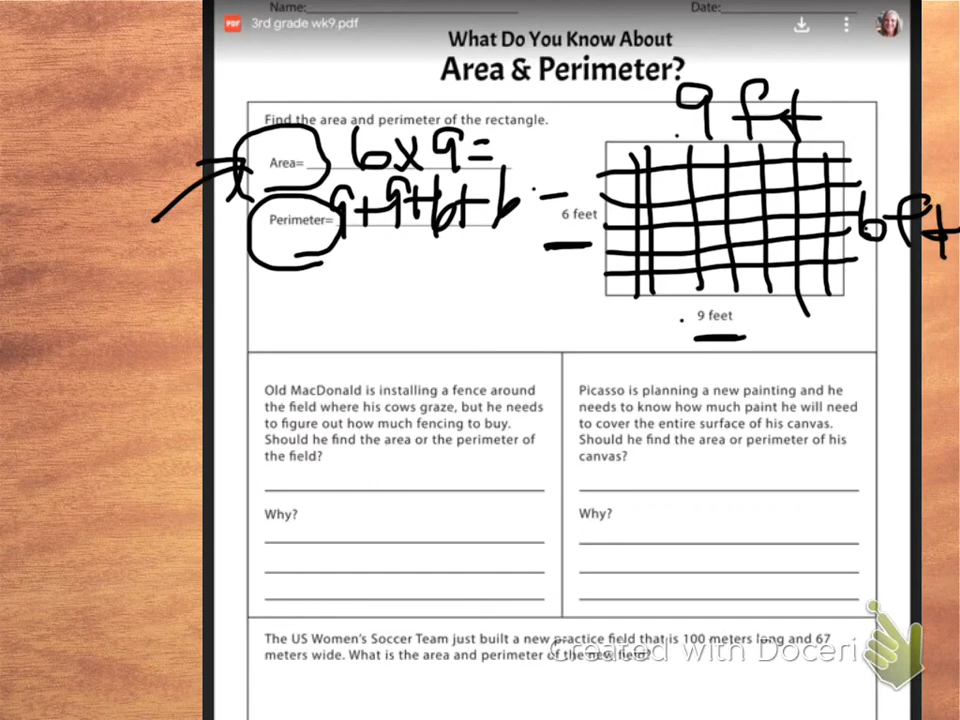 Name: Date:
PDF 3rd grade wk9.pdf
What Do You Know About
Area & Perimeter?
9 ft
Find the area and perimeter of the rectangle.
Area= 6x9=
Perimeter= 9+9+6+6 =
6 feet
6ft
9 feet
Old MacDonald is installing a fence around
the field where his cows graze, but he needs
to figure out how much fencing to buy.
Should he find the area or the perimeter of
the field?
Why?
Picasso is planning a new painting and he
needs to know how much paint he will need
to cover the entire surface of his canvas.
Should he find the area or perimeter of his
canvas?
Why?
The US Women's Soccer Team just built a new practice field that is 100 meters long and 67
meters wide. What is the area and perimeter of the new field?
Created with Doceri